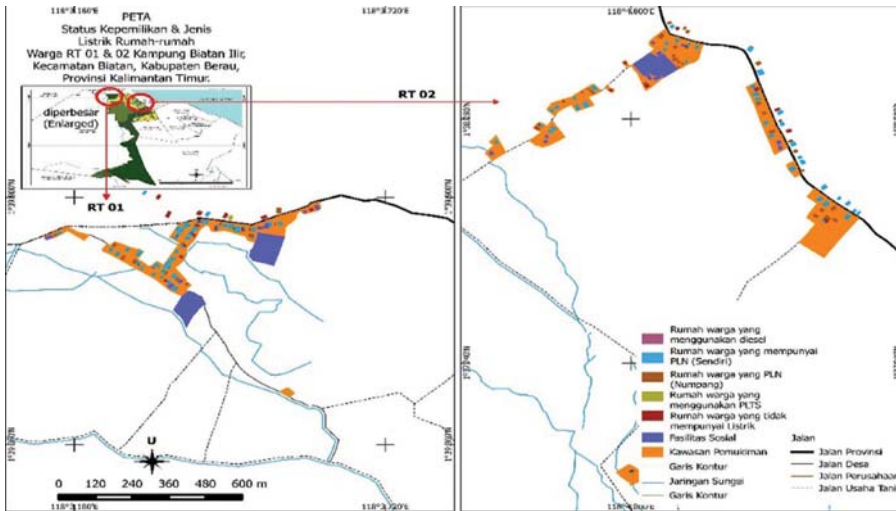 PETA
Status Kepemilikan & Jenis
Listrik Rumah-rumah
Warga RT 01 & 02 Kampung Biatan Ilir,
Kecamatan Biatan, Kabupaten Berau,
Provinsi Kalimantan Timur.
diperbesar
(Enlarged)
RT 01
RT 02
U
0 120 240 360 480 600 m
Rumah warga yang
menggunakan diesel
Rumah warga yang mempunyai
PLN (Sendiri)
Rumah warga yang PLN
(Numpang)
Rumah warga yang
menggunakan PLTS
Rumah warga yang tidak
mempunyai Listrik
Fasilitas Sosial
Kawasan Pemukiman
Garis Kontur
Jaringan Sungai
Garis Kontur
Jalan
Jalan Provinsi
Jalan Desa
Jalan Perusahaan
Jalan Usaha Tani